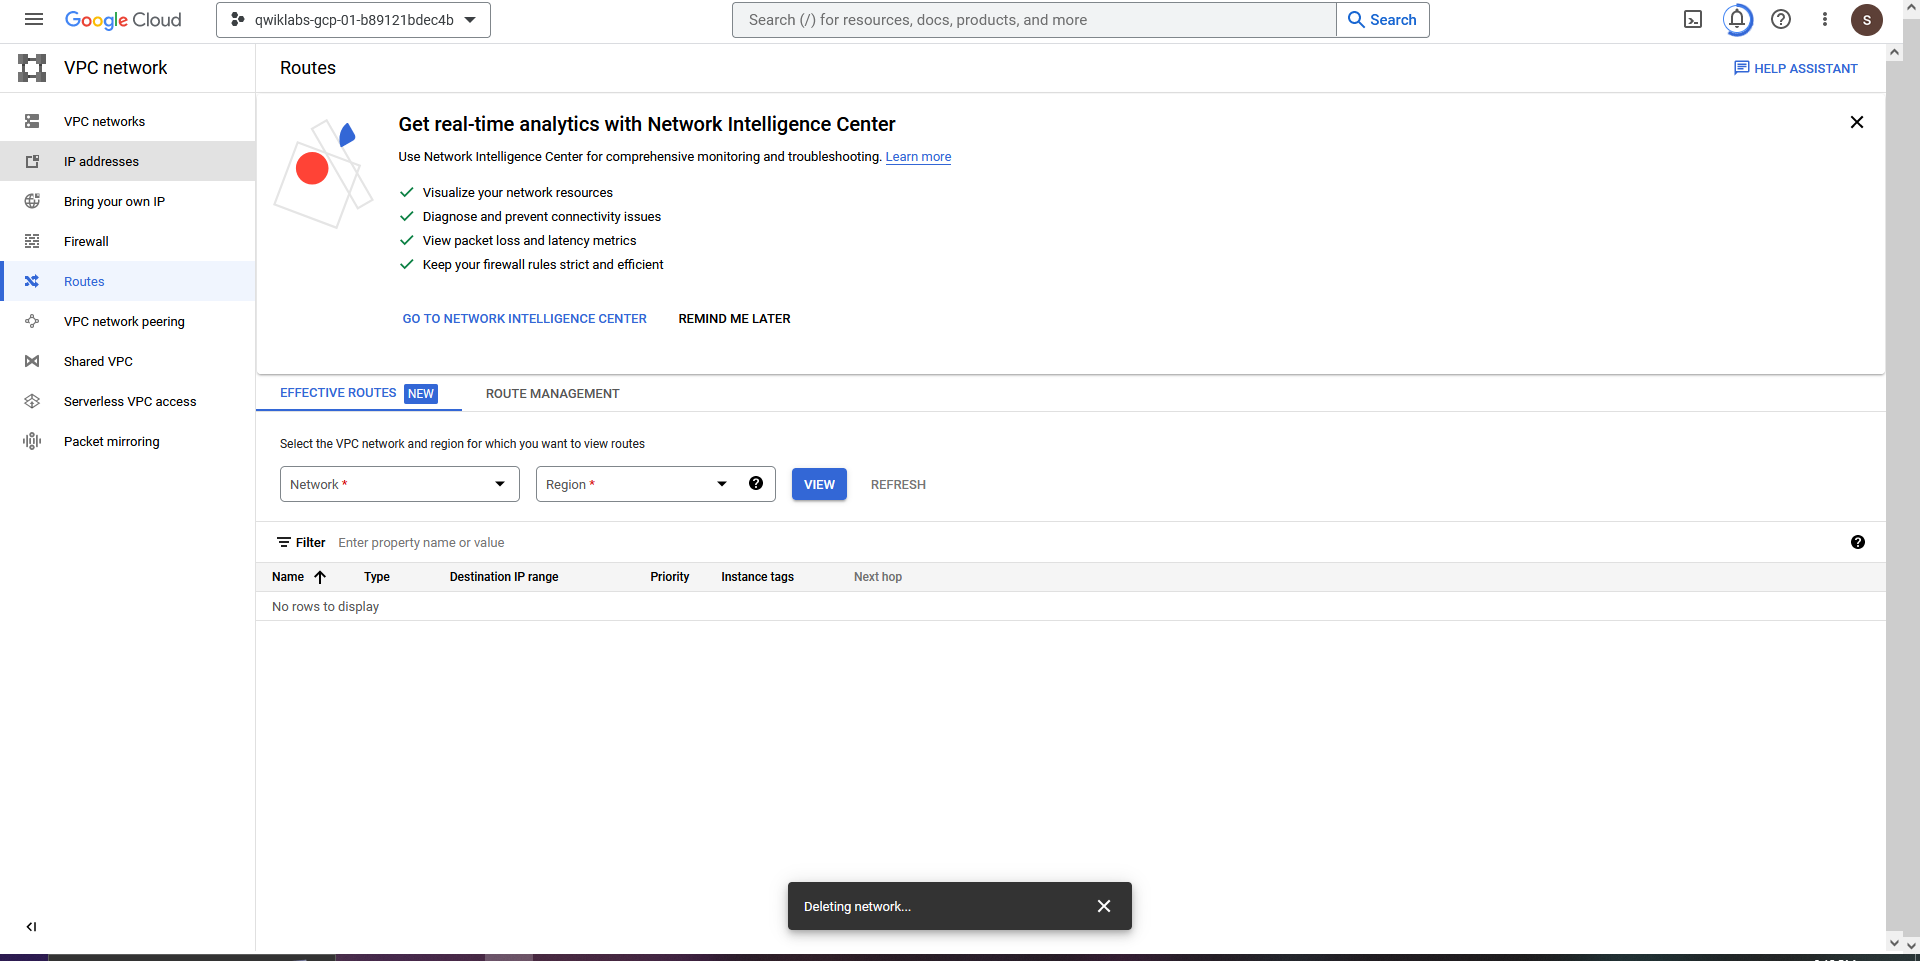 Google Cloud
qwiklabs-gcp-01-b89121bdec4b
Search (/) for resources, docs, products, and more
Search
S
VPC network
Routes
HELP ASSISTANT
VPC networks
IP addresses
Bring your own IP
Firewall
Routes
VPC network peering
Shared VPC
Serverless VPC access
Packet mirroring
Get real-time analytics with Network Intelligence Center
Use Network Intelligence Center for comprehensive monitoring and troubleshooting. Learn more
Visualize your network resources
Diagnose and prevent connectivity issues
View packet loss and latency metrics
Keep your firewall rules strict and efficient
GO TO NETWORK INTELLIGENCE CENTER REMIND ME LATER
EFFECTIVE ROUTES NEW ROUTE MANAGEMENT
Select the VPC network and region for which you want to view routes
Network * Region * VIEW REFRESH
Filter Enter property name or value
Name Type Destination IP range Priority Instance tags Next hop
No rows to display
Deleting network...